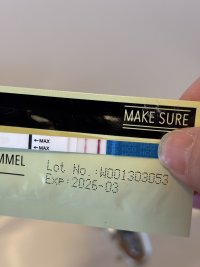 MAKE SURE
←MAX
←MAX
MMEL
Lot No.:W001303053
Exp:2026-03